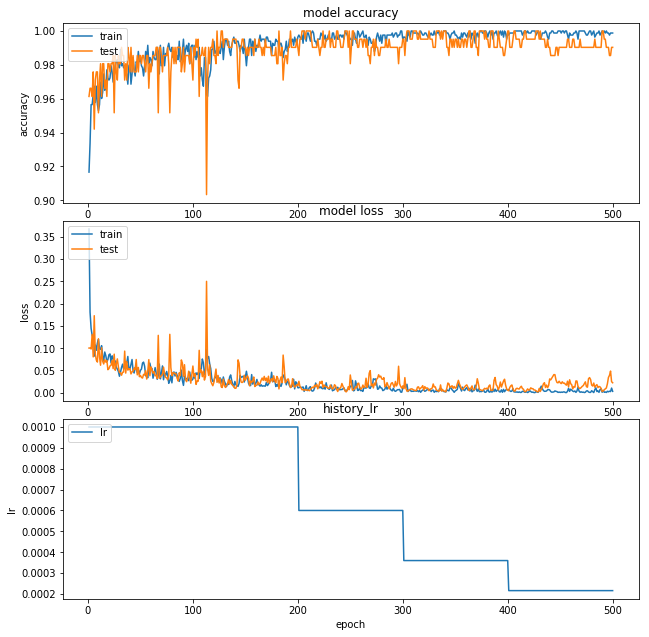 model accuracy
train
test
accuracy
1.00
0.98
0.96
0.94
0.92
0.90
0 100 200 300 400 500
model loss
train
test
loss
0.35
0.30
0.25
0.20
0.15
0.10
0.05
0.00
0 100 200 300 400 500
history_lr
lr
lr
0.0010
0.0009
0.0008
0.0007
0.0006
0.0005
0.0004
0.0003
0.0002
0 100 200 300 400 500
epoch